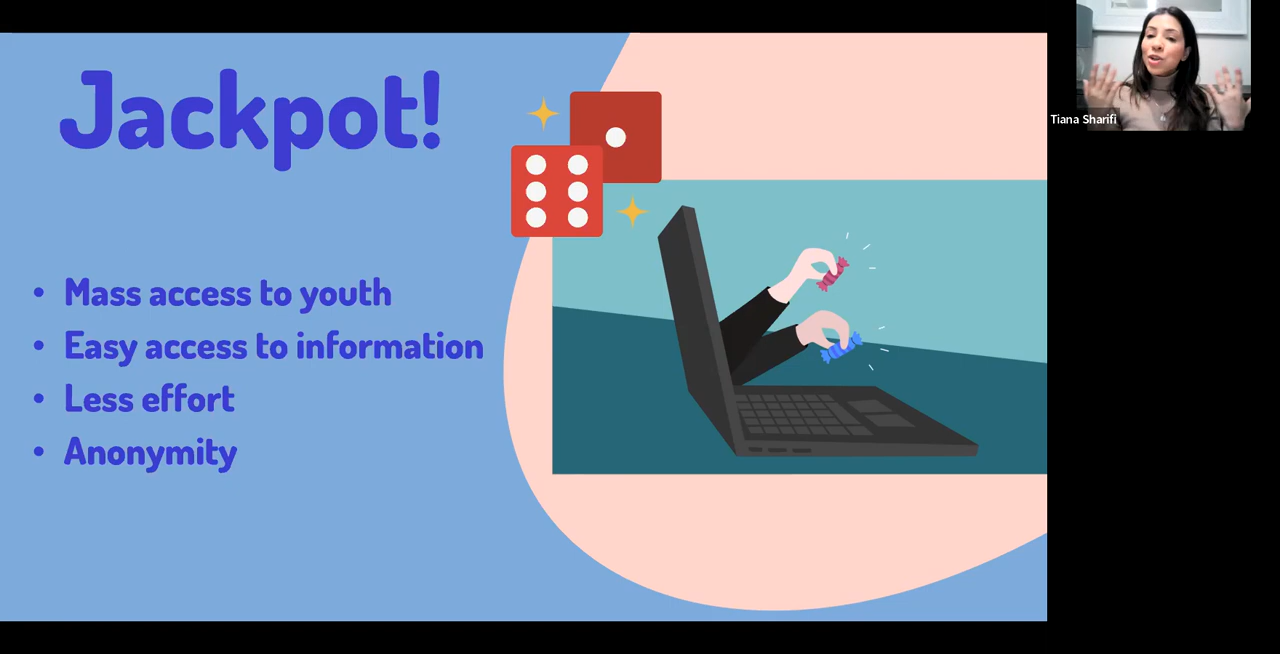 Jackpot!
Tiana Sharifi
• Mass access to youth
• Easy access to information
• Less effort
• Anonymity